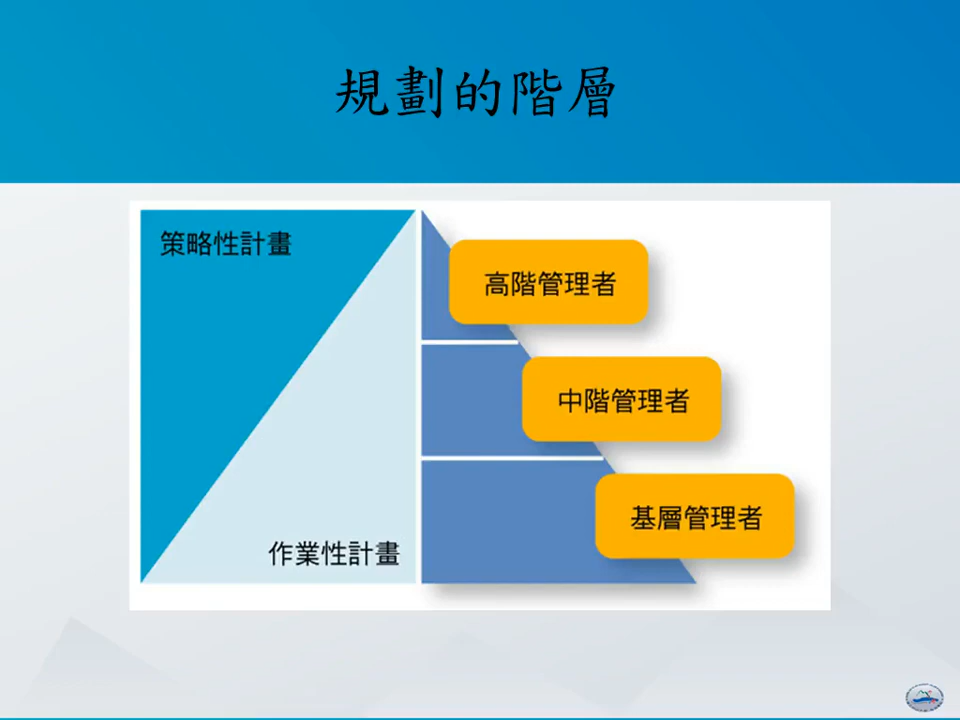 規劃的階層
策略性計畫
高階管理者
中階管理者
基層管理者
作業性計畫